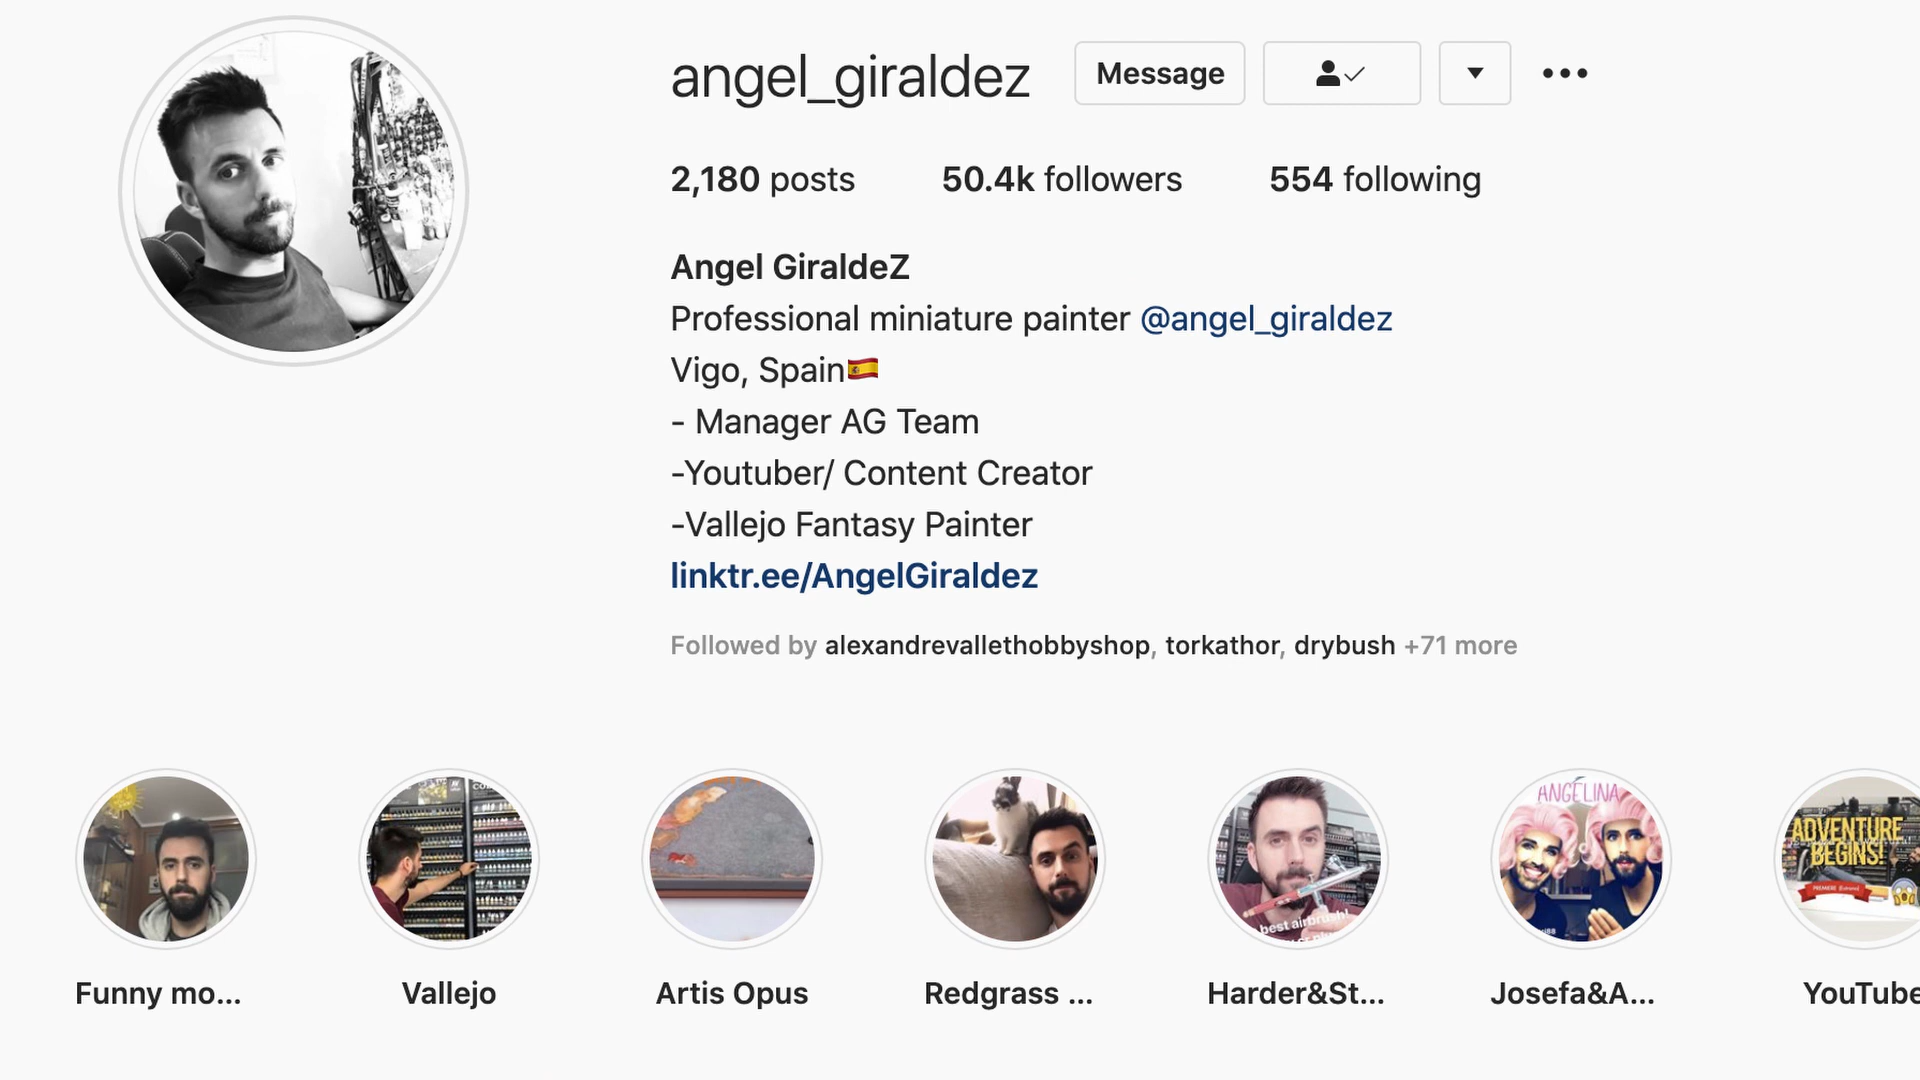 angel_giraldez
Message
2,180 posts 50.4k followers 554 following
Angel GiraldeZ
Professional miniature painter @angel_giraldez
Vigo, Spain🇪🇸
- Manager AG Team
-Youtuber/ Content Creator
-Vallejo Fantasy Painter
linktr.ee/AngelGiraldez
Followed by alexandrevallethobbyshop, torkathor, drybush +71 more
best airbrush!
ANGELINA
ADVENTURE
BEGINS!
Funny mo... Vallejo Artis Opus Redgrass ... Harder&St... Josefa&A... YouTube